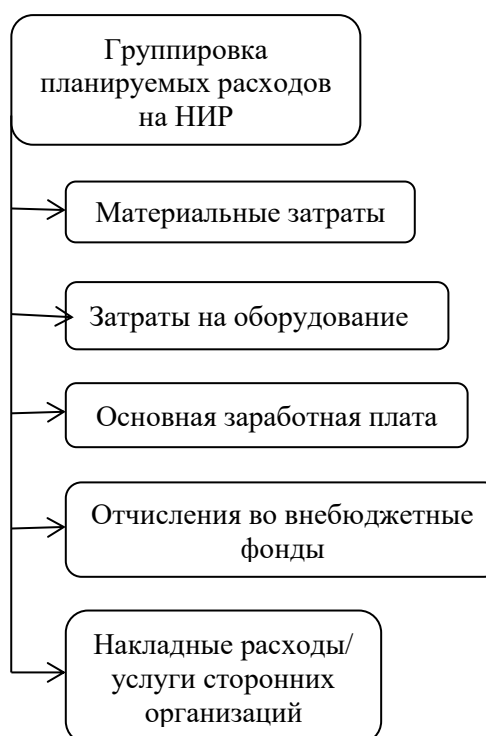 Группировка
планируемых расходов
на НИР
Материальные затраты
Затраты на оборудование
Основная заработная плата
Отчисления во внебюджетные
фонды
Накладные расходы/
услуги сторонних
организаций